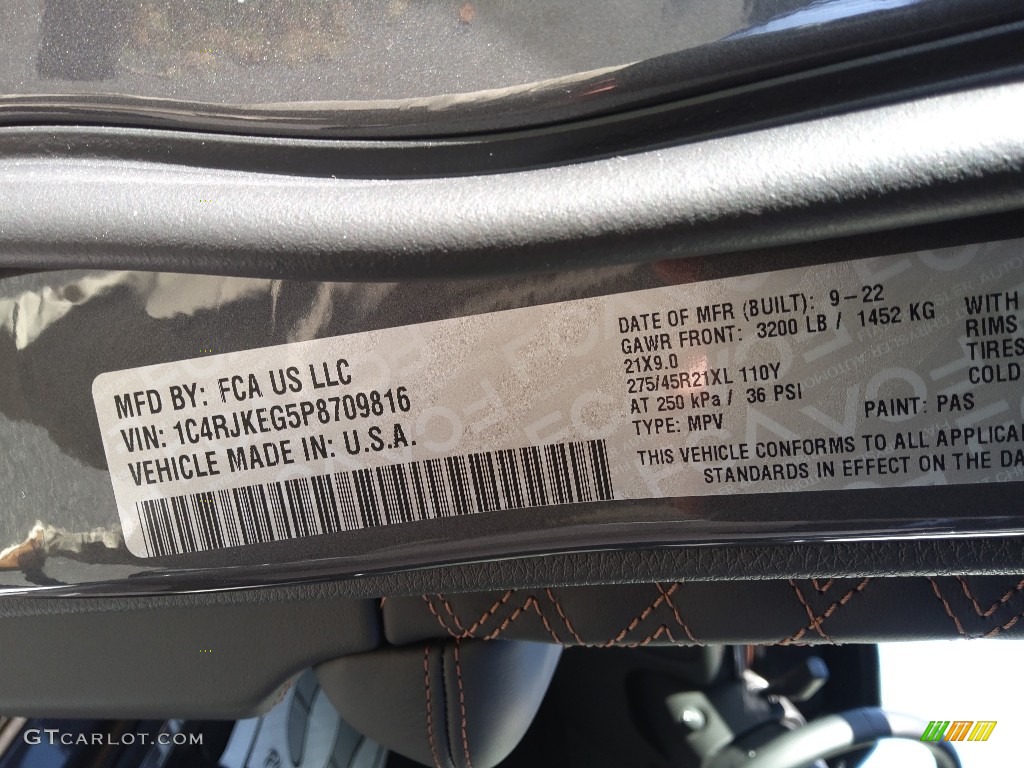 MFD BY: FCA US LLC
VIN: 1C4RJKEG5P8709816
VEHICLE MADE IN: U.S.A.
DATE OF MFR (BUILT): 9-22
GAWR FRONT: 3200 LB / 1452 KG
21X9.0
275/45R21XL 110Y
AT 250 kPa / 36 PSI
TYPE: MPV
PAINT: PAS
WITH
RIMS
TIRES
COLD
THIS VEHICLE CONFORMS TO ALL APPLICA
STANDARDS IN EFFECT ON THE DA
GTCARLOT.COM